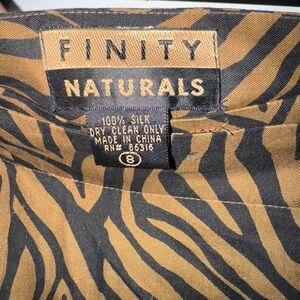 FINITY
NATURALS
100% SILK
DRY CLEAN ONLY
MADE IN CHINA
RN# 86316
8